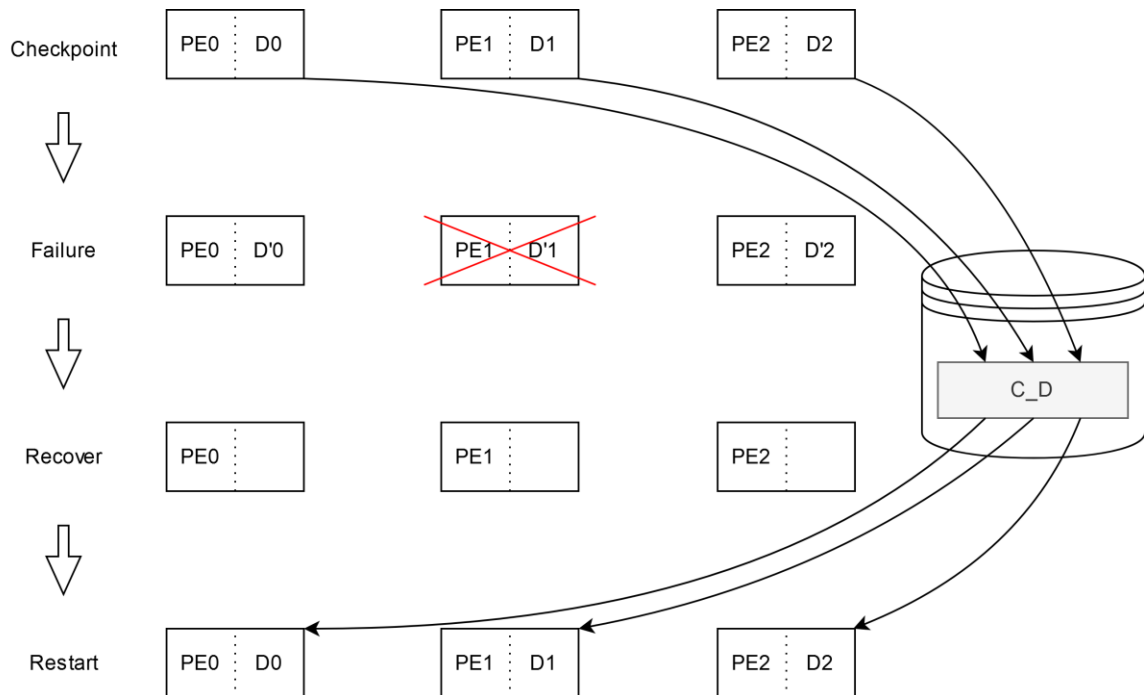 Checkpoint PE0 D0 PE1 D1 PE2 D2
Failure PE0 D'0 PE1 D'1 PE2 D'2
C_D
Recover PE0 PE1 PE2
Restart PE0 D0 PE1 D1 PE2 D2